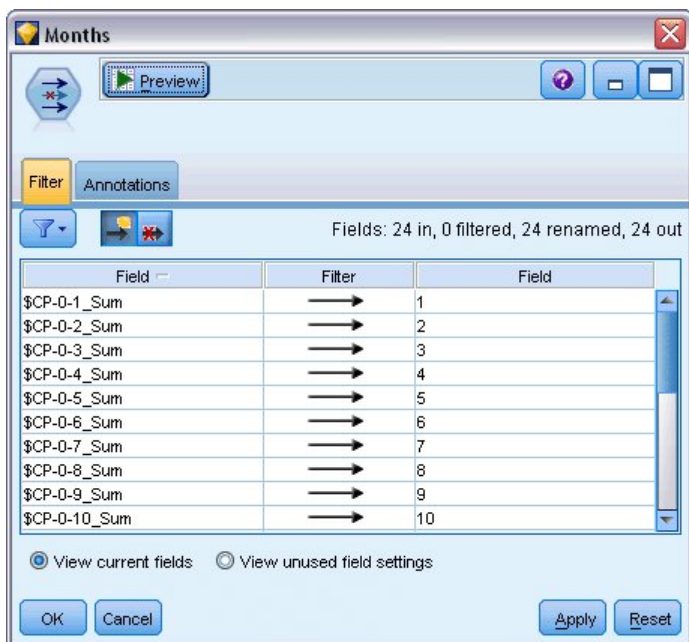 Months
Preview
Filter Annotations
Fields: 24 in, 0 filtered, 24 renamed, 24 out
Field Filter Field
$CP-0-1_Sum 1
$CP-0-2_Sum 2
$CP-0-3_Sum 3
$CP-0-4_Sum 4
$CP-0-5_Sum 5
$CP-0-6_Sum 6
$CP-0-7_Sum 7
$CP-0-8_Sum 8
$CP-0-9_Sum 9
$CP-0-10_Sum 10
View current fields View unused field settings
OK Cancel Apply Reset